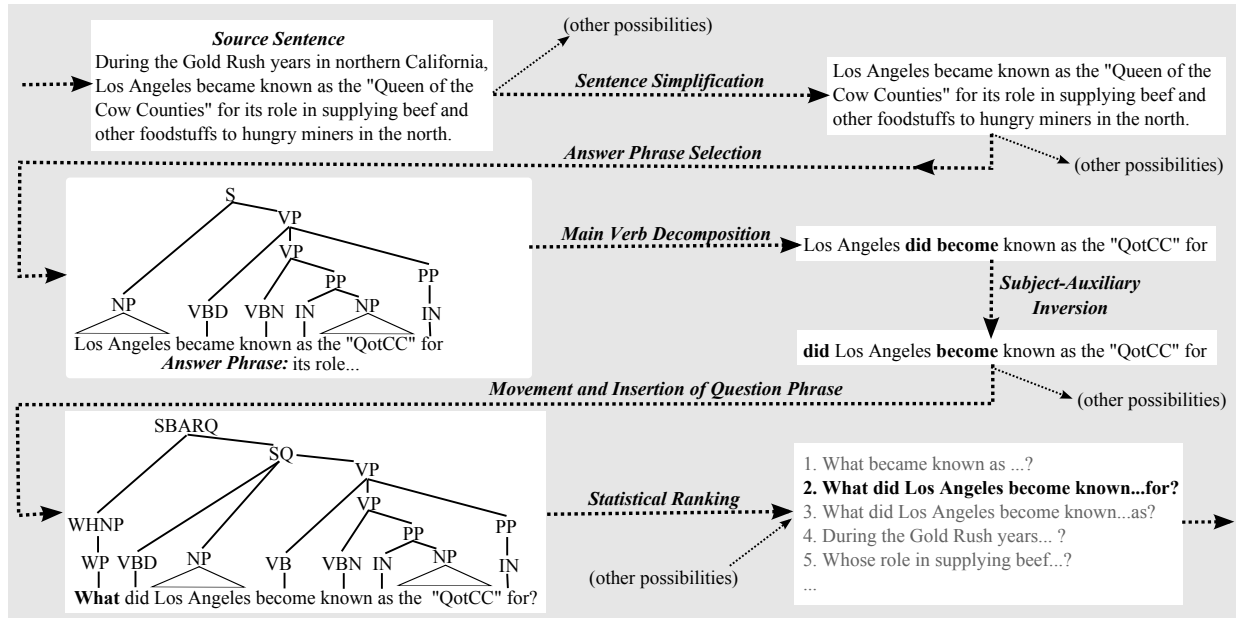 Source Sentence
During the Gold Rush years in northern California,
Los Angeles became known as the "Queen of the
Cow Counties" for its role in supplying beef and
other foodstuffs to hungry miners in the north.
(other possibilities)
Sentence Simplification
Los Angeles became known as the "Queen of the
Cow Counties" for its role in supplying beef and
other foodstuffs to hungry miners in the north.
Answer Phrase Selection
(other possibilities)
S
VP
VP
PP
PP
NP
VBD
VBN
IN
NP
IN
Los Angeles became known as the "QotCC" for
Answer Phrase: its role...
Main Verb Decomposition
Los Angeles did become known as the "QotCC" for
Subject-Auxiliary
Inversion
did Los Angeles become known as the "QotCC" for
Movement and Insertion of Question Phrase
(other possibilities)
SBARQ
SQ
VP
VP
WHNP
PP
PP
WP
VBD
NP
VB
VBN
IN
NP
IN
What did Los Angeles become known as the "QotCC" for?
Statistical Ranking
(other possibilities)
1. What became known as ...?
2. What did Los Angeles become known...for?
3. What did Los Angeles become known...as?
4. During the Gold Rush years... ?
5. Whose role in supplying beef...?
...